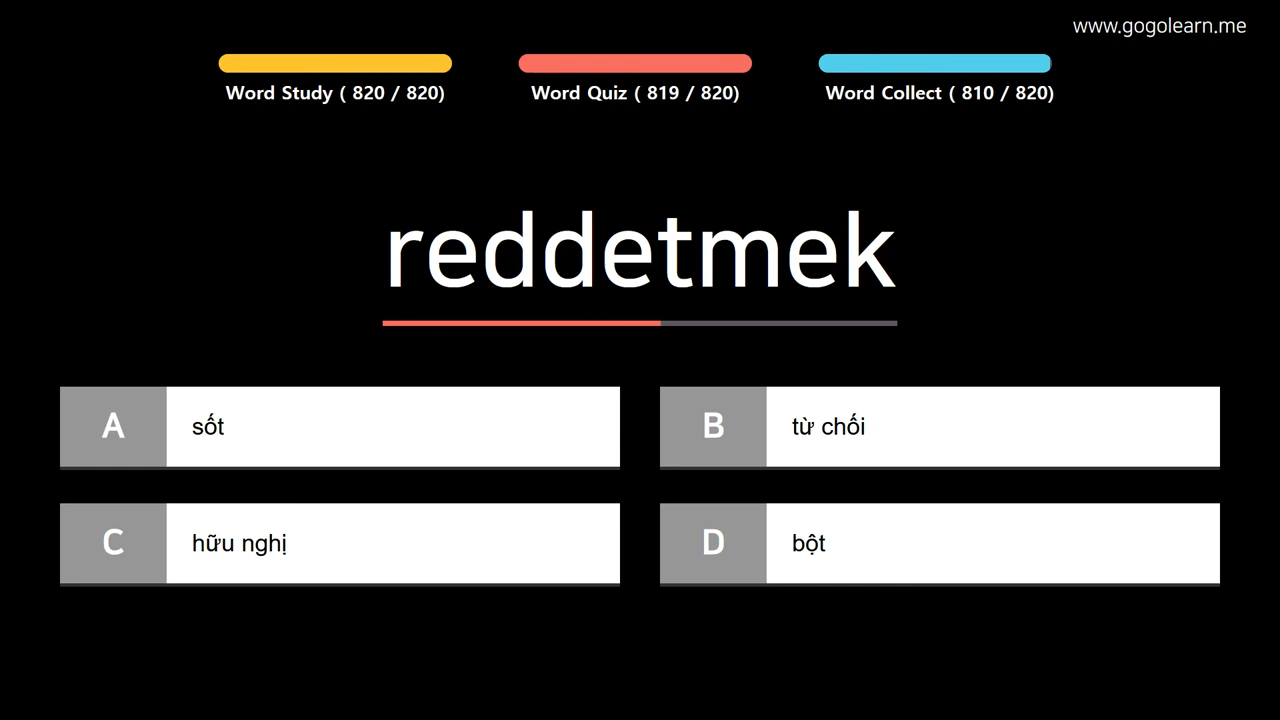 www.gogolearn.me
Word Study ( 820 / 820)
Word Quiz ( 819 / 820)
Word Collect ( 810 / 820)
reddetmek
A
sốt
B
từ chối
C
hữu nghị
D
bột